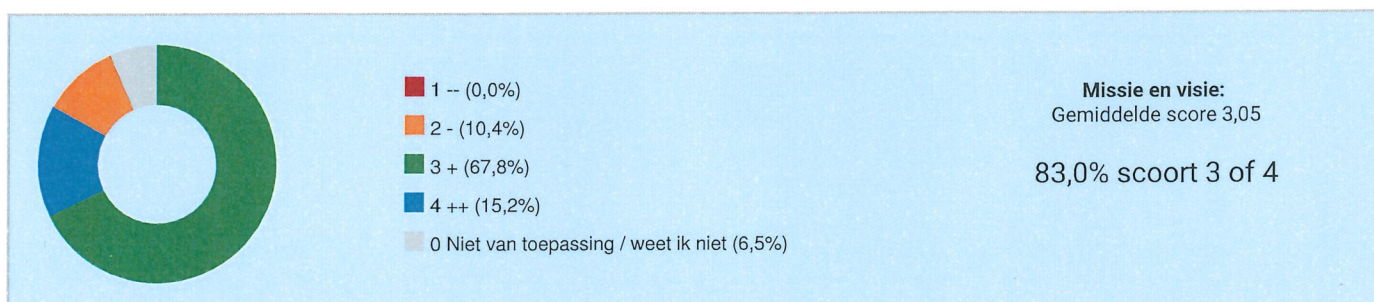 1 -- (0,0%)
2 - (10,4%)
3 + (67,8%)
4 ++ (15,2%)
0 Niet van toepassing / weet ik niet (6,5%)
Missie en visie:
Gemiddelde score 3,05
83,0% scoort 3 of 4